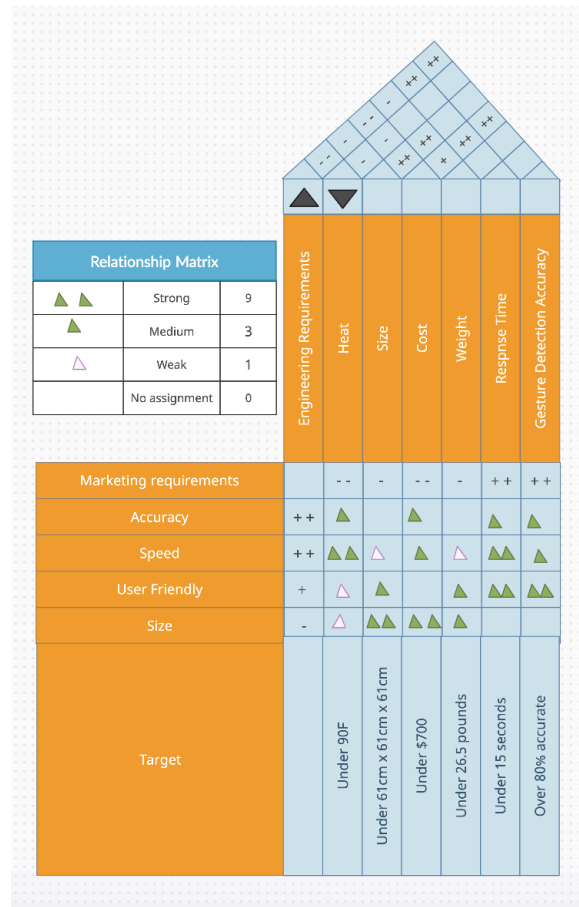 ++
++
-
++
- -
++
++
-
+
- -
-
-
++
Relationship Matrix
Strong 9
Medium 3
Weak 1
No assignment 0
Engineering Requirements
Heat
Size
Cost
Weight
Respnse Time
Gesture Detection Accuracy
Marketing requirements - - - - - - + + + +
Accuracy + +
Speed + +
User Friendly +
Size -
Target
Under 90F
Under 61cm x 61cm x 61cm
Under $700
Under 26.5 pounds
Under 15 seconds
Over 80% accurate